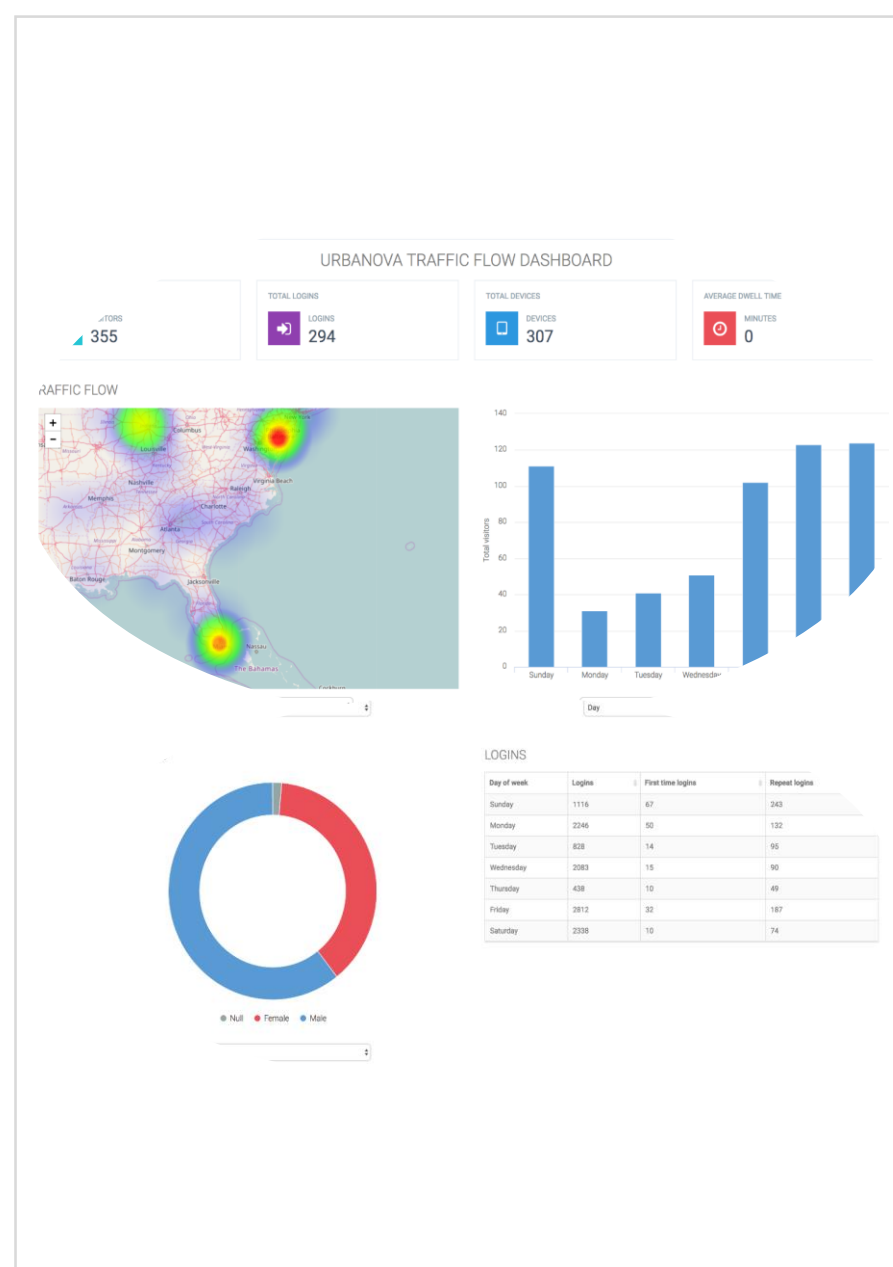 URBANOVA TRAFFIC FLOW DASHBOARD
TOTAL LOGINS
TOTAL DEVICES
AVERAGE DWELL TIME
355
LOGINS
294
DEVICES
307
MINUTES
0
RAFFIC FLOW
+
−
Columbus
Louisville
West Virginia
Nashville
Virginia Beach
Raleigh
Memphis
Charlotte
Atlanta
Montgomery
Baton Rouge
Jacksonville
Nassau
The Bahamas
Total visitors
140
120
100
80
60
40
20
0
Sunday
Monday
Tuesday
Wednesday
Day
Null
Female
Male
LOGINS
Day of week Logins First time logins Repeat logins
Sunday 1116 67 243
Monday 2246 50 132
Tuesday 828 14 95
Wednesday 2083 15 90
Thursday 438 10 49
Friday 2812 32 187
Saturday 2338 10 74